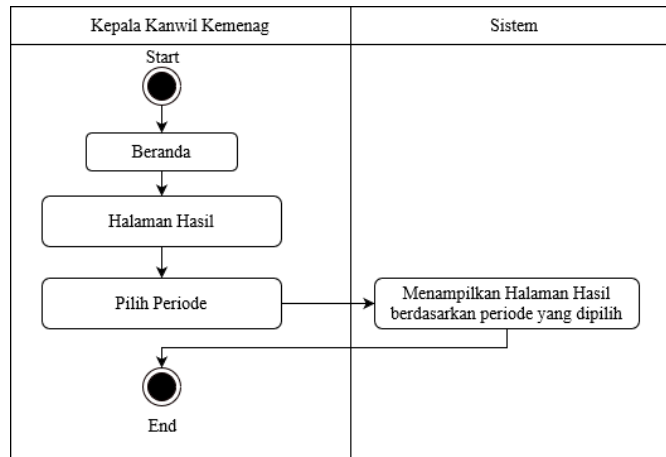 Kepala Kanwil Kemenag
Sistem
Start
Beranda
Halaman Hasil
Pilih Periode
Menampilkan Halaman Hasil
berdasarkan periode yang dipilih
End